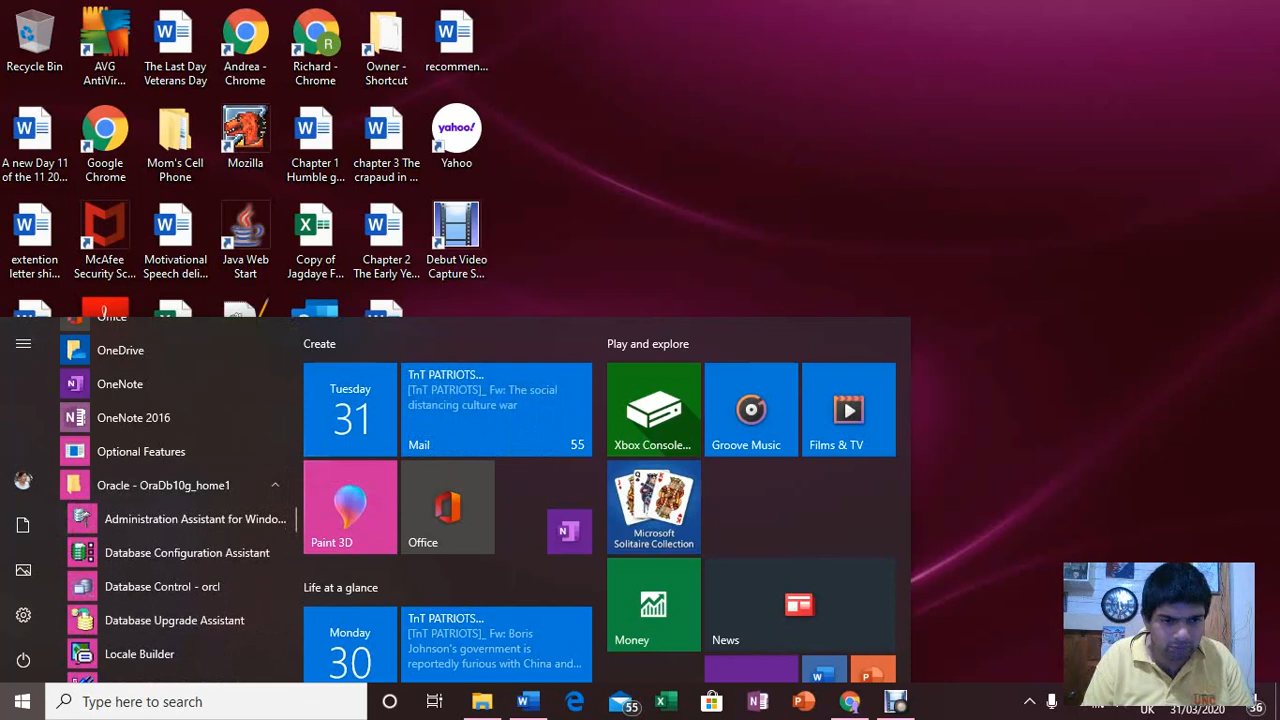 Recycle Bin
AVG AntiVir...
The Last Day Veterans Day
Andrea - Chrome
Richard - Chrome
Owner - Shortcut
recommen...
A new Day 11 of the 11 20...
Google Chrome
Mom's Cell Phone
Mozilla
Chapter 1 Humble g...
chapter 3 The crapaud in ...
yahoo!
Yahoo
extention letter shi...
McAfee Security Sc...
Motivational Speech deli...
Java Web Start
Copy of Jagdaye F...
Chapter 2 The Early Ye...
Debut Video Capture S...
Office
OneDrive
OneNote
OneNote 2016
Optional Features
Oracle - OraDb10g_home1
Administration Assistant for Windo...
Database Configuration Assistant
Database Control - orcl
Database Upgrade Assistant
Locale Builder
Create
Tuesday
31
TnT PATRIOTS...
[TnT PATRIOTS]_ Fw: The social
distancing culture war
Mail
55
Paint 3D
Office
Life at a glance
Monday
30
TnT PATRIOTS...
[TnT PATRIOTS]_ Fw: Boris
Johnson's government is
reportedly furious with China and...
Play and explore
Xbox Console...
Groove Music
Films & TV
Microsoft
Solitaire Collection
Money
News
Type here to search
55
UK
31/03/2020
36